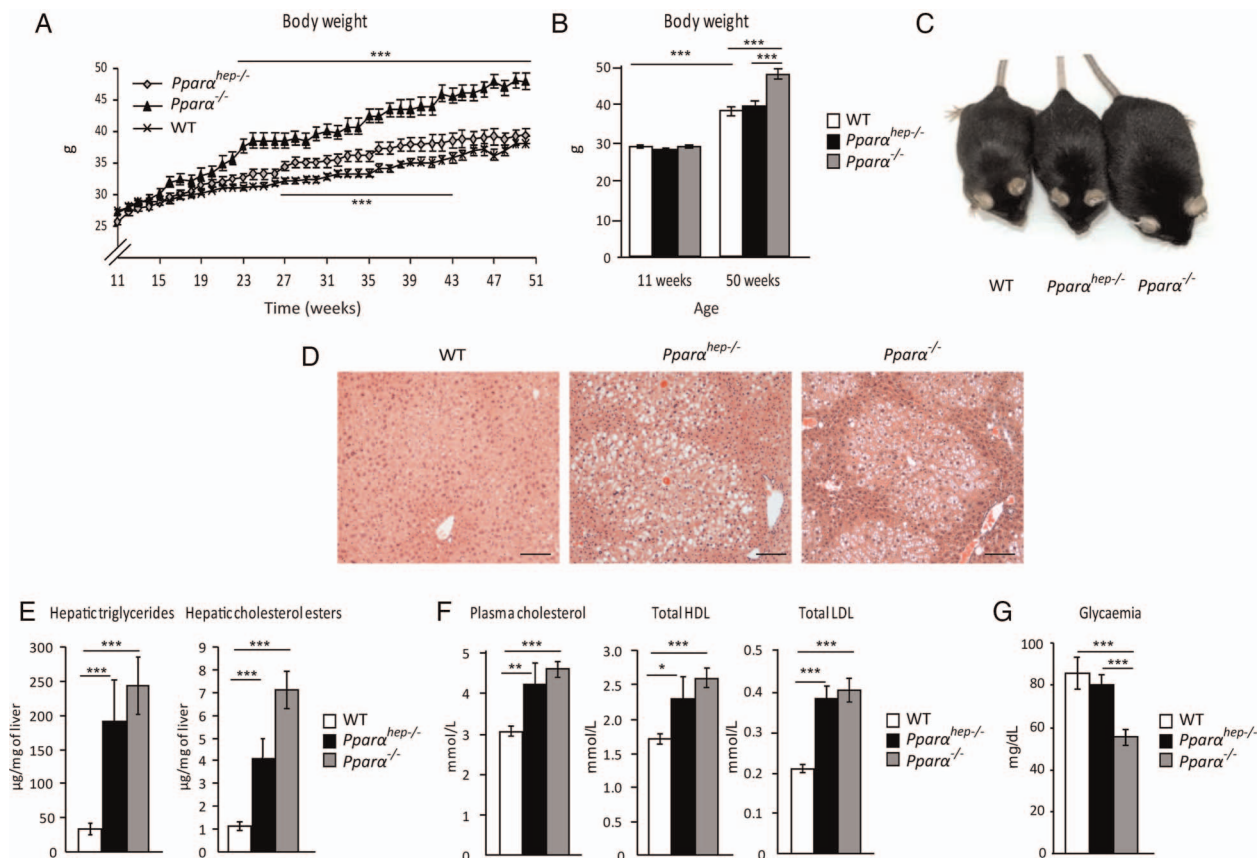 A
Body weight
***
50
45
40
35
30
25
g
Pparα^hep-/-
Pparα^-/-
WT
***
11 15 19 23 27 31 35 39 43 47 51
Time (weeks)
B
Body weight
***
*** ***
50
40
30
20
10
0
g
11 weeks 50 weeks
Age
WT
Pparα^hep-/-
Pparα^-/-
C
WT Pparα^hep-/- Pparα^-/-
D
WT Pparα^hep-/- Pparα^-/-
E
Hepatic triglycerides
***
***
300
250
200
150
100
50
0
µg/mg of liver
Hepatic cholesterol esters
***
***
9
8
7
6
5
4
3
2
1
0
µg/mg of liver
WT
Pparα^hep-/-
Pparα^-/-
F
Plasma cholesterol
***
**
5
4
3
2
1
0
mmol/L
Total HDL
***
*
3.0
2.5
2.0
1.5
1.0
0.5
0.0
mmol/L
Total LDL
***
***
0.5
0.4
0.3
0.2
0.1
0
mmol/L
WT
Pparα^hep-/-
Pparα^-/-
G
Glycaemia
***
***
100
80
60
40
20
0
mg/dL
WT
Pparα^hep-/-
Pparα^-/-